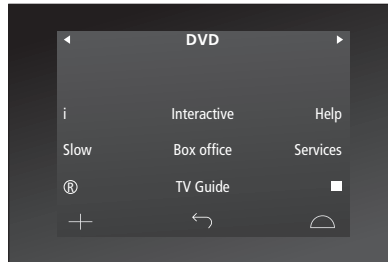 DVD
i Interactive Help
Slow Box office Services
® TV Guide